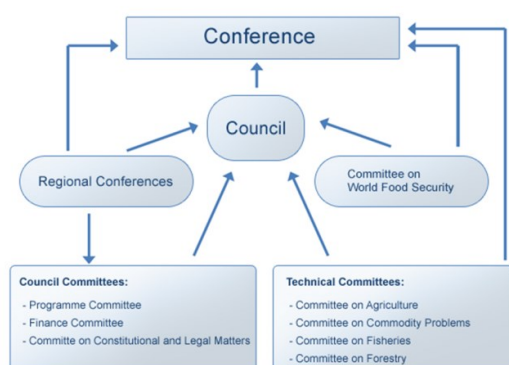 Conference
Council
Regional Conferences
Committee on
World Food Security
Council Committees:
- Programme Committee
- Finance Committee
- Committe on Constitutional and Legal Matters
Technical Committees:
- Committee on Agriculture
- Committee on Commodity Problems
- Committee on Fisheries
- Committee on Forestry